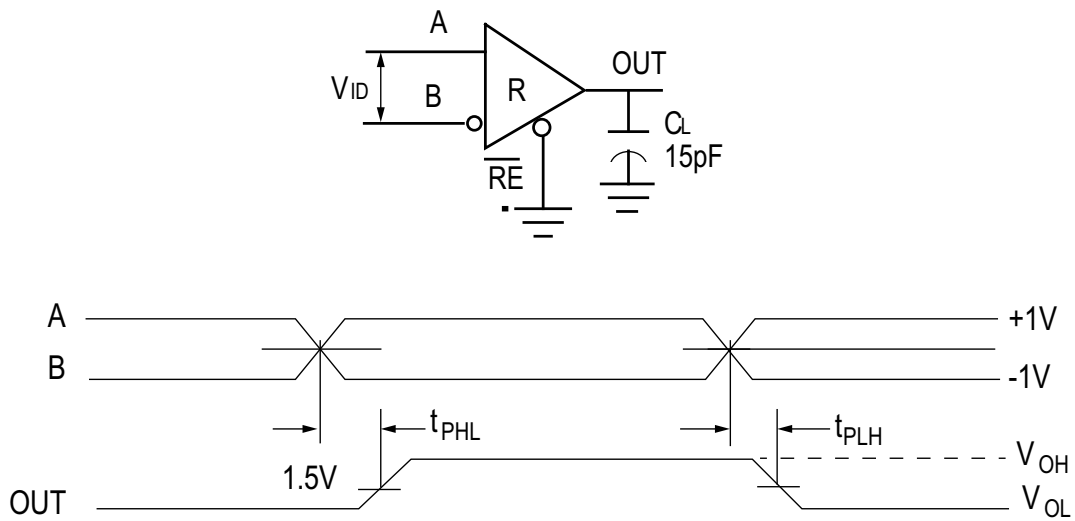 A
OUT
VID
B
R
CL
15pF
RE
A
+1V
B
-1V
tPHL
tPLH
1.5V
VOH
OUT
VOL